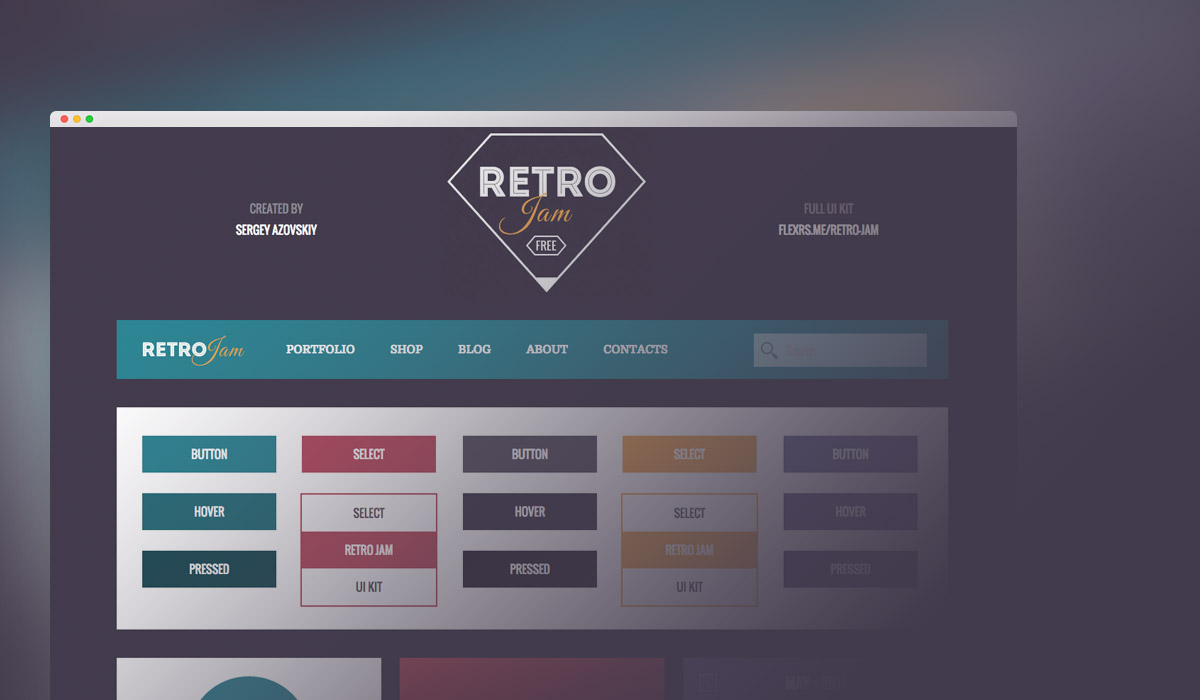 CREATED BY
SERGEY AZOVSKIY
RETRO
Jam
FREE
FULL UI KIT
FLEXRS.ME/RETRO-JAM
RETRO Jam PORTFOLIO SHOP BLOG ABOUT CONTACTS
BUTTON SELECT BUTTON SELECT BUTTON
HOVER SELECT HOVER SELECT HOVER
RETRO JAM RETRO JAM
PRESSED UI KIT PRESSED UI KIT PRESSED